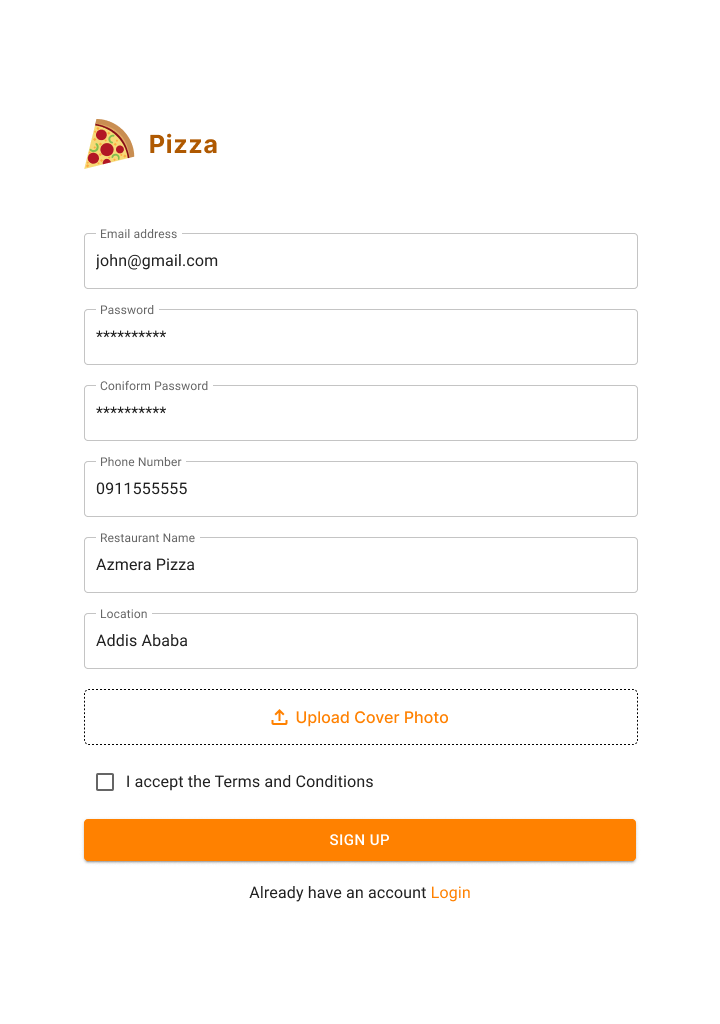 Pizza
Email address
john@gmail.com
Password
**********
Coniform Password
**********
Phone Number
0911555555
Restaurant Name
Azmera Pizza
Location
Addis Ababa
Upload Cover Photo
I accept the Terms and Conditions
SIGN UP
Already have an account Login